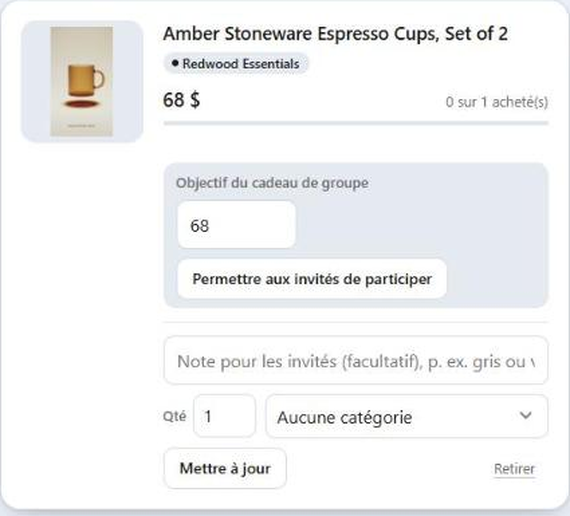 Amber Stoneware Espresso Cups, Set of 2
Redwood Essentials
68 $
0 sur 1 acheté(s)
Objectif du cadeau de groupe
68
Permettre aux invités de participer
Note pour les invités (facultatif), p. ex. gris ou
Qté
1
Aucune catégorie
Mettre à jour
Retirer